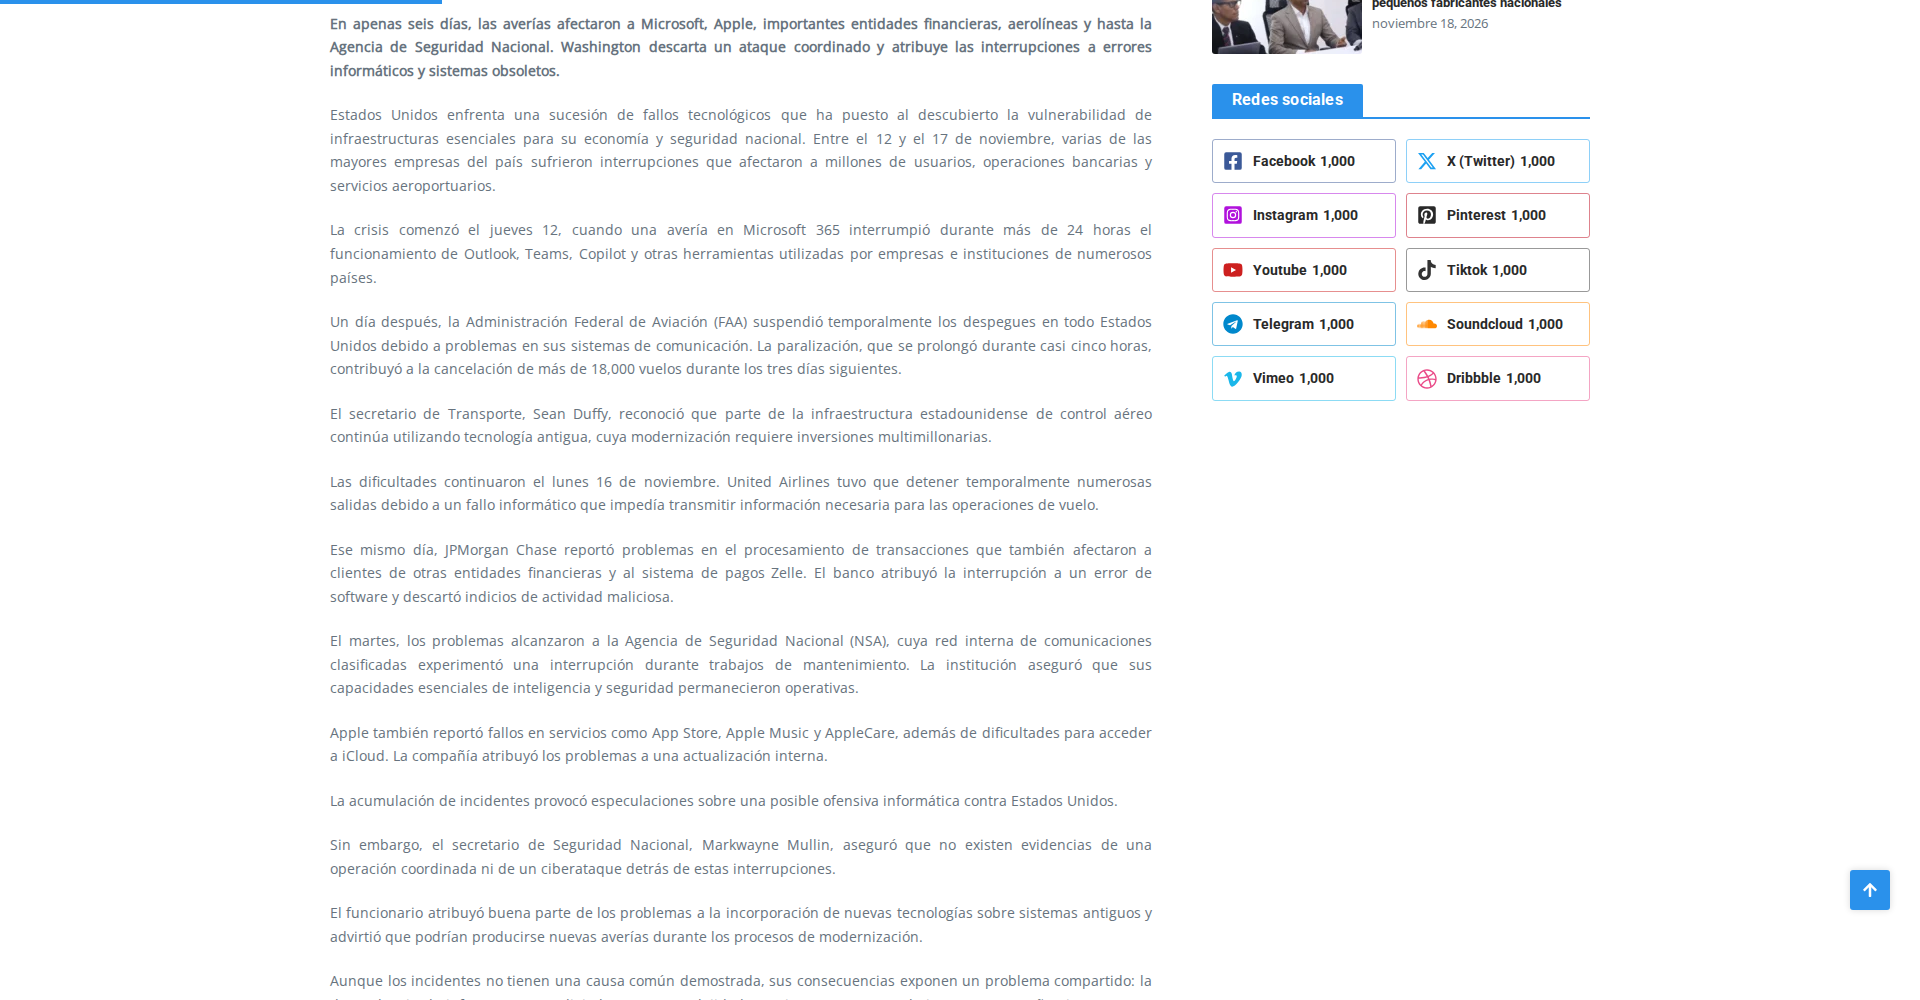 En apenas seis días, las averías afectaron a Microsoft, Apple, importantes entidades financieras, aerolíneas y hasta la
Agencia de Seguridad Nacional. Washington descarta un ataque coordinado y atribuye las interrupciones a errores
informáticos y sistemas obsoletos.
Estados Unidos enfrenta una sucesión de fallos tecnológicos que ha puesto al descubierto la vulnerabilidad de
infraestructuras esenciales para su economía y seguridad nacional. Entre el 12 y el 17 de noviembre, varias de las
mayores empresas del país sufrieron interrupciones que afectaron a millones de usuarios, operaciones bancarias y
servicios aeroportuarios.
La crisis comenzó el jueves 12, cuando una avería en Microsoft 365 interrumpió durante más de 24 horas el
funcionamiento de Outlook, Teams, Copilot y otras herramientas utilizadas por empresas e instituciones de numerosos
países.
Un día después, la Administración Federal de Aviación (FAA) suspendió temporalmente los despegues en todo Estados
Unidos debido a problemas en sus sistemas de comunicación. La paralización, que se prolongó durante casi cinco horas,
contribuyó a la cancelación de más de 18,000 vuelos durante los tres días siguientes.
El secretario de Transporte, Sean Duffy, reconoció que parte de la infraestructura estadounidense de control aéreo
continúa utilizando tecnología antigua, cuya modernización requiere inversiones multimillonarias.
Las dificultades continuaron el lunes 16 de noviembre. United Airlines tuvo que detener temporalmente numerosas
salidas debido a un fallo informático que impedía transmitir información necesaria para las operaciones de vuelo.
Ese mismo día, JPMorgan Chase reportó problemas en el procesamiento de transacciones que también afectaron a
clientes de otras entidades financieras y al sistema de pagos Zelle. El banco atribuyó la interrupción a un error de
software y descartó indicios de actividad maliciosa.
El martes, los problemas alcanzaron a la Agencia de Seguridad Nacional (NSA), cuya red interna de comunicaciones
clasificadas experimentó una interrupción durante trabajos de mantenimiento. La institución aseguró que sus
capacidades esenciales de inteligencia y seguridad permanecieron operativas.
Apple también reportó fallos en servicios como App Store, Apple Music y AppleCare, además de dificultades para acceder
a iCloud. La compañía atribuyó los problemas a una actualización interna.
La acumulación de incidentes provocó especulaciones sobre una posible ofensiva informática contra Estados Unidos.
Sin embargo, el secretario de Seguridad Nacional, Markwayne Mullin, aseguró que no existen evidencias de una
operación coordinada ni de un ciberataque detrás de estas interrupciones.
El funcionario atribuyó buena parte de los problemas a la incorporación de nuevas tecnologías sobre sistemas antiguos y
advirtió que podrían producirse nuevas averías durante los procesos de modernización.
Aunque los incidentes no tienen una causa común demostrada, sus consecuencias exponen un problema compartido: la
pequeños fabricantes nacionales
noviembre 18, 2026
Redes sociales
Facebook 1,000
X (Twitter) 1,000
Instagram 1,000
Pinterest 1,000
Youtube 1,000
Tiktok 1,000
Telegram 1,000
Soundcloud 1,000
Vimeo 1,000
Dribbble 1,000